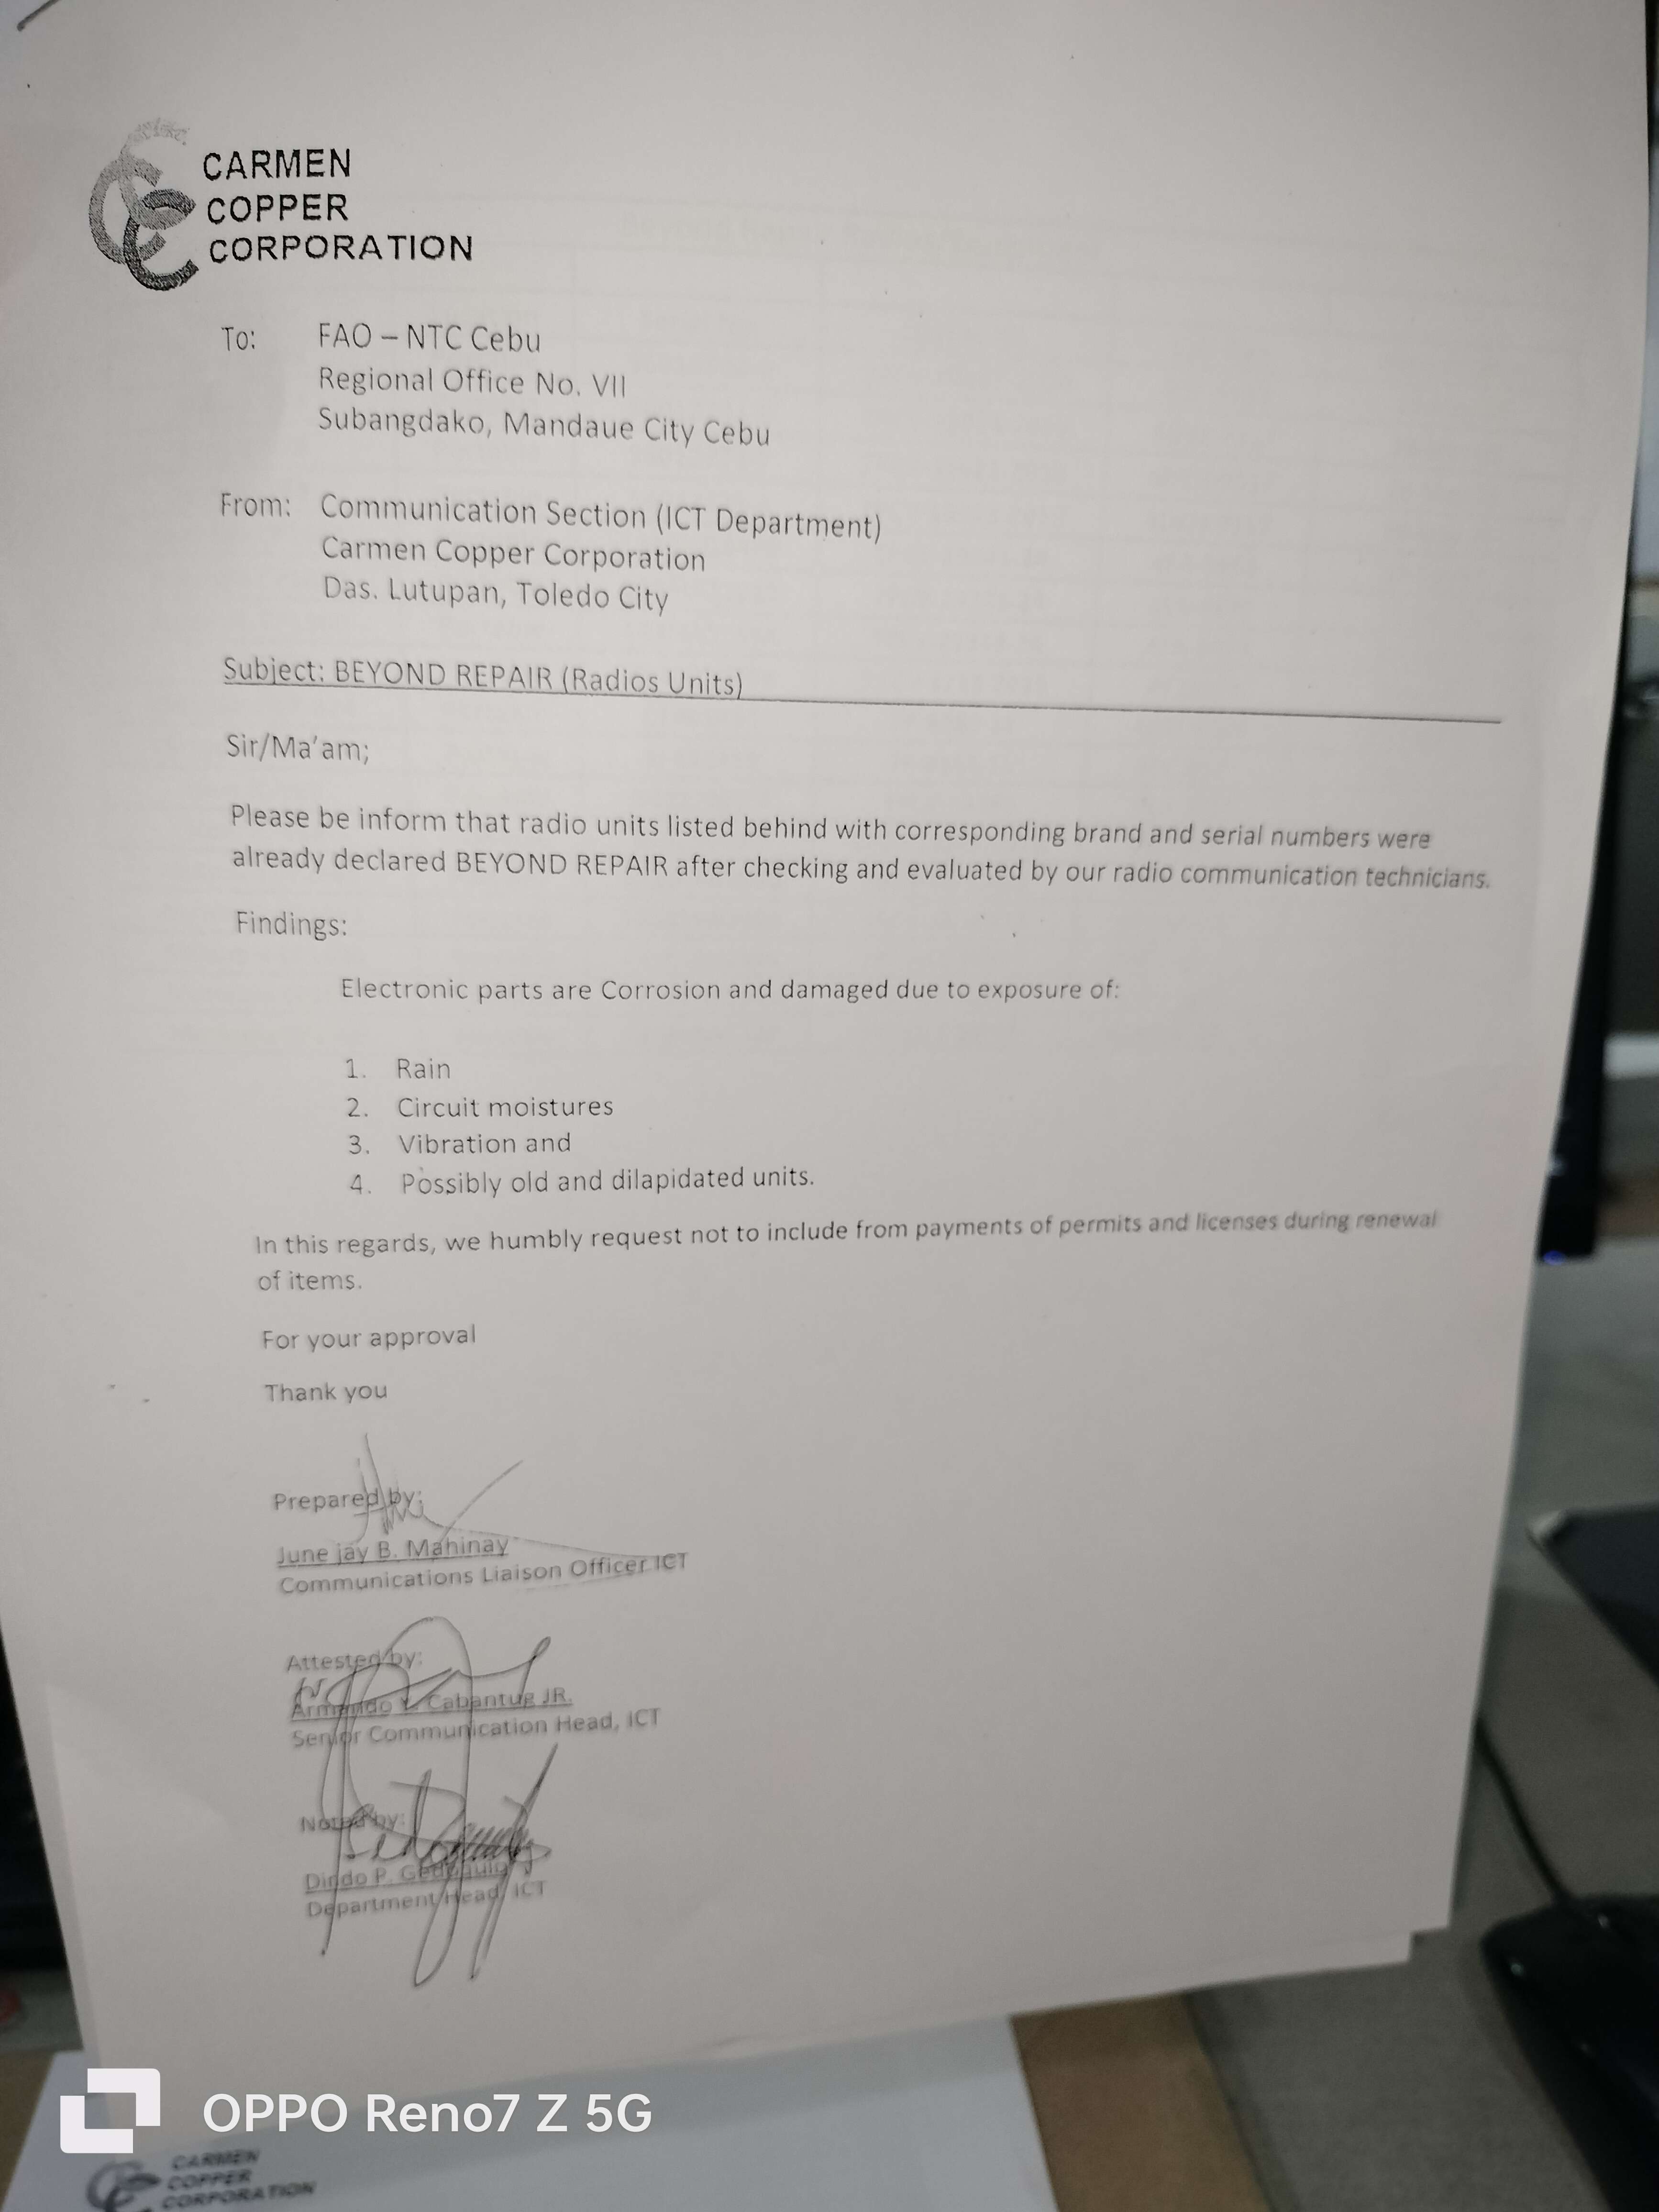 CARMEN
COPPER
CORPORATION
To: FAO – NTC Cebu
Regional Office No. VII
Subangdako, Mandaue City Cebu
From: Communication Section (ICT Department)
Carmen Copper Corporation
Das. Lutupan, Toledo City
Subject: BEYOND REPAIR (Radios Units)
Sir/Ma'am;
Please be inform that radio units listed behind with corresponding brand and serial numbers were
already declared BEYOND REPAIR after checking and evaluated by our radio communication technicians.
Findings:
Electronic parts are Corrosion and damaged due to exposure of:
1. Rain
2. Circuit moistures
3. Vibration and
4. Possibly old and dilapidated units.
In this regards, we humbly request not to include from payments of permits and licenses during renewal
of items.
For your approval
Thank you
Prepared by:
June jay B. Mahinay
Communications Liaison Officer ICT
Attested by:
Armando Y. Cabantug JR.
Senior Communication Head, ICT
Noted by:
Dindo P.
Department Head, ICT
OPPO Reno7 Z 5G
CARMEN
COPPER
CORPORATION